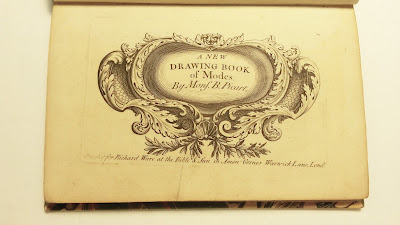 A NEW
DRAWING BOOK
of Modes.
By Monsr. B. Picart.
for Richard Ware at the Bible & Sun in Amen Corner Warwick Lane, Lond.